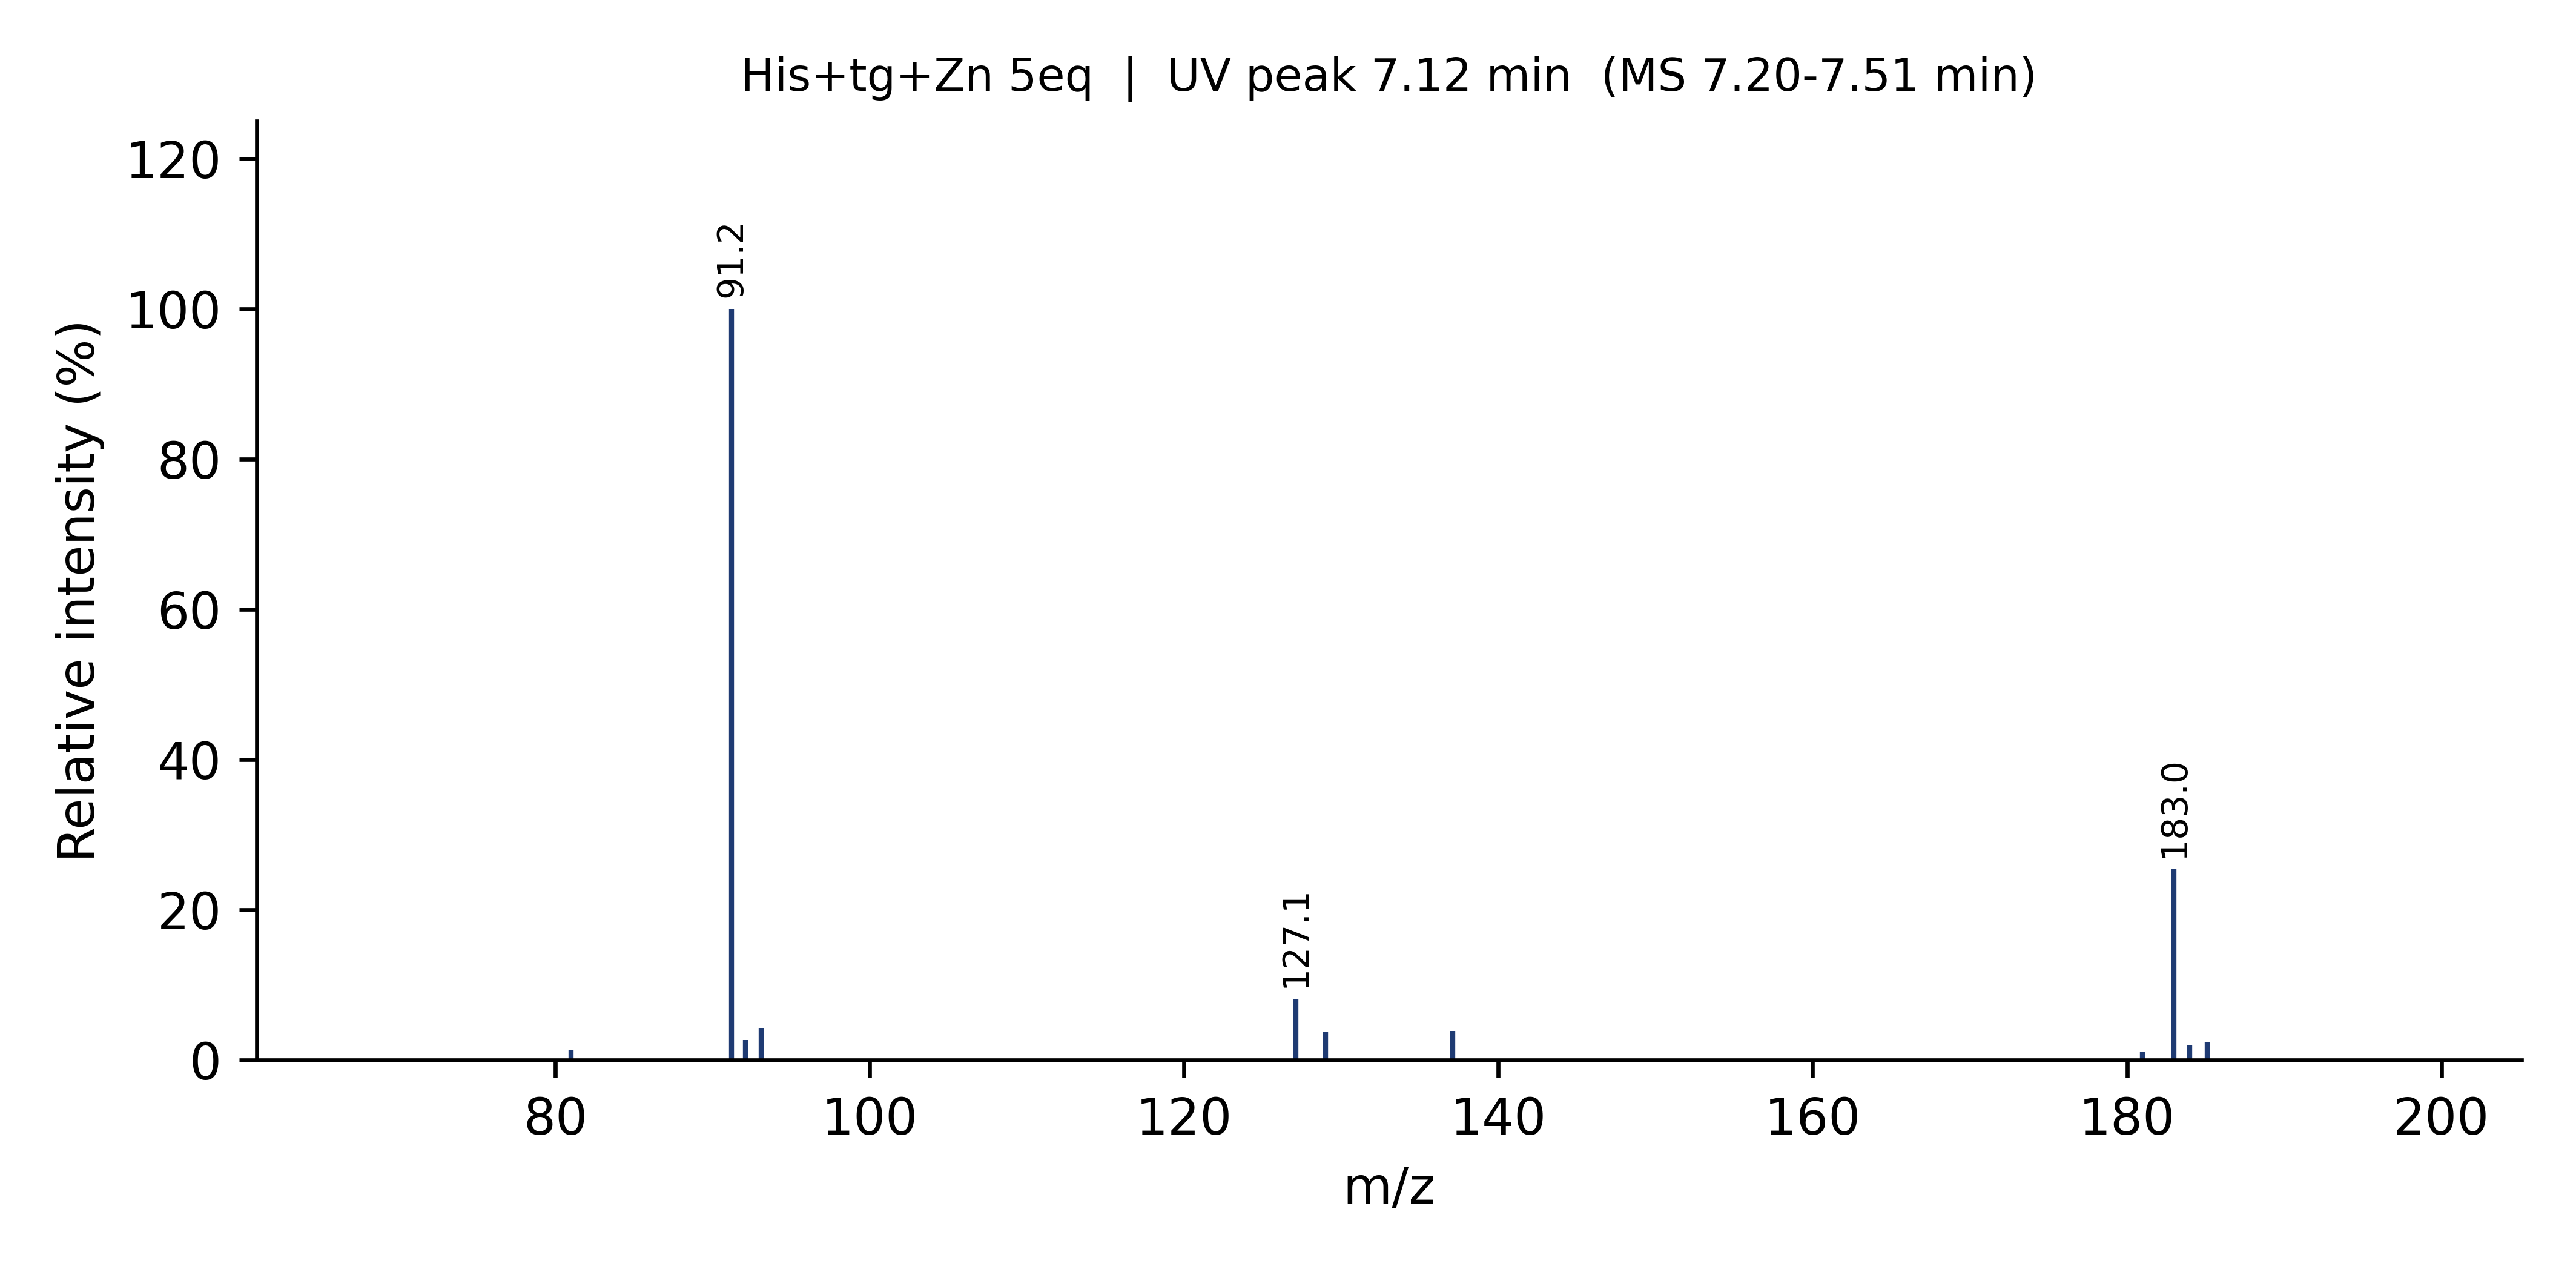 His+tg+Zn 5eq | UV peak 7.12 min (MS 7.20-7.51 min)
Relative intensity (%)
120
100
80
60
40
20
0
91.2
127.1
183.0
80 100 120 140 160 180 200
m/z